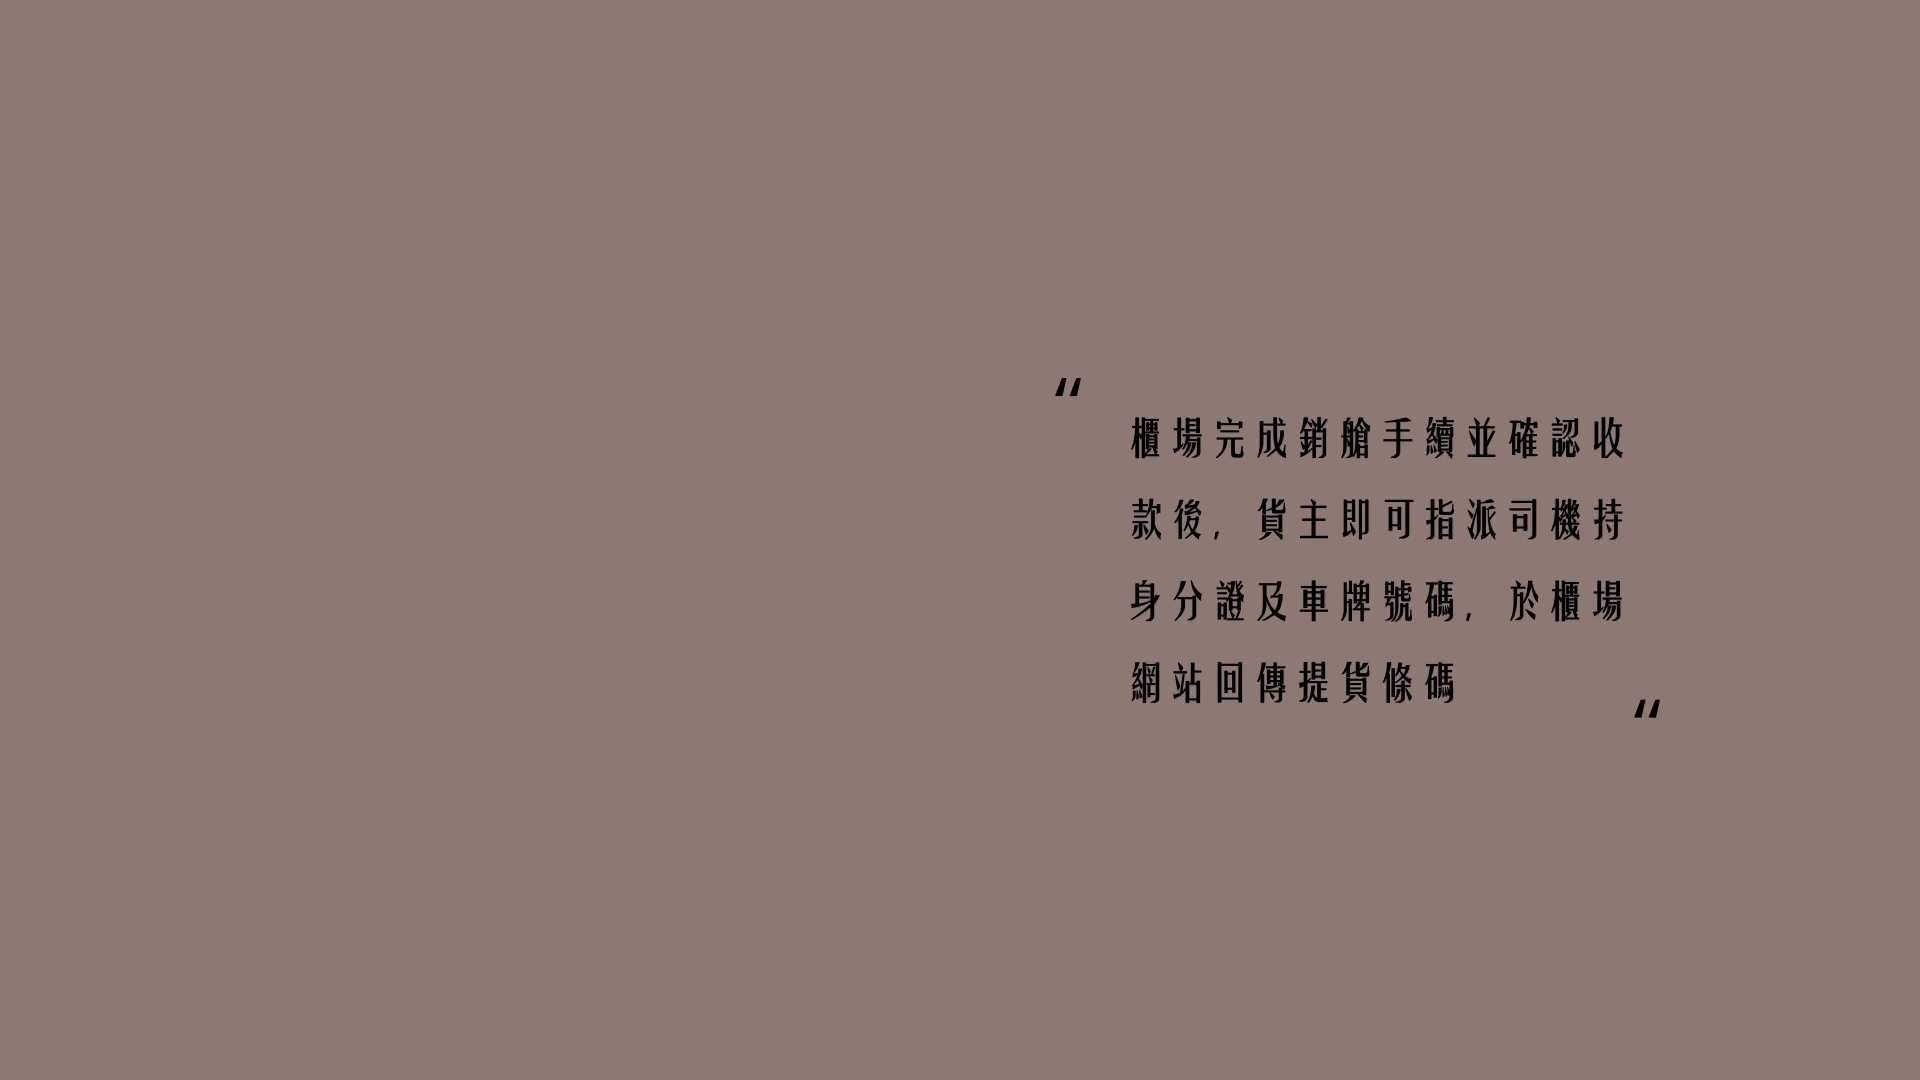 “
櫃場完成銷艙手續並確認收
款後,貨主即可指派司機持
身分證及車牌號碼,於櫃場
網站回傳提貨條碼
“